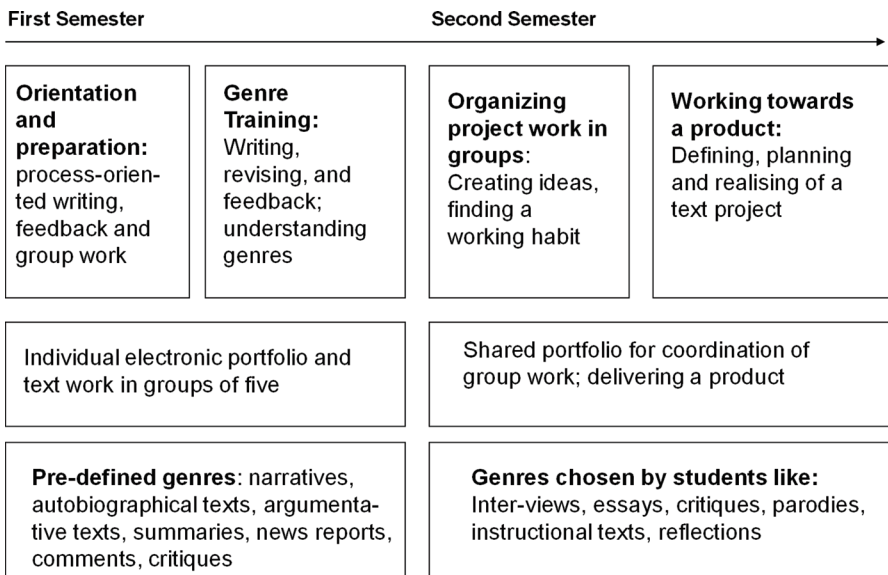 First Semester
Second Semester
Orientation
and
preparation:
process-orien-
ted writing,
feedback and
group work
Genre
Training:
Writing,
revising, and
feedback;
understanding
genres
Organizing
project work in
groups:
Creating ideas,
finding a
working habit
Working towards
a product:
Defining, planning
and realising of a
text project
Individual electronic portfolio and
text work in groups of five
Shared portfolio for coordination of
group work; delivering a product
Pre-defined genres: narratives,
autobiographical texts, argumenta-
tive texts, summaries, news reports,
comments, critiques
Genres chosen by students like:
Inter-views, essays, critiques, parodies,
instructional texts, reflections